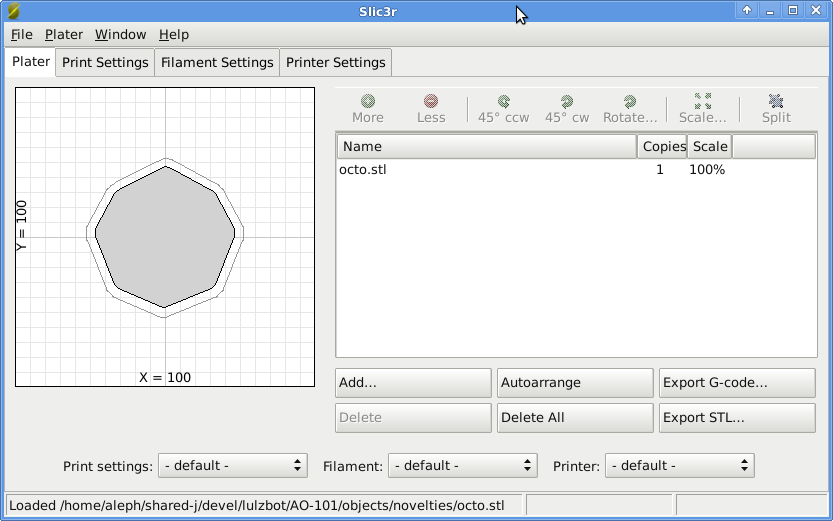 Slic3r
File Plater Window Help
Plater Print Settings Filament Settings Printer Settings
More Less 45° ccw 45° cw Rotate... Scale... Split
Name Copies Scale
octo.stl 1 100%
Y = 100
X = 100
Add... Autoarrange Export G-code...
Delete Delete All Export STL...
Print settings: - default - Filament: - default - Printer: - default -
Loaded /home/aleph/shared-j/devel/lulzbot/AO-101/objects/novelties/octo.stl